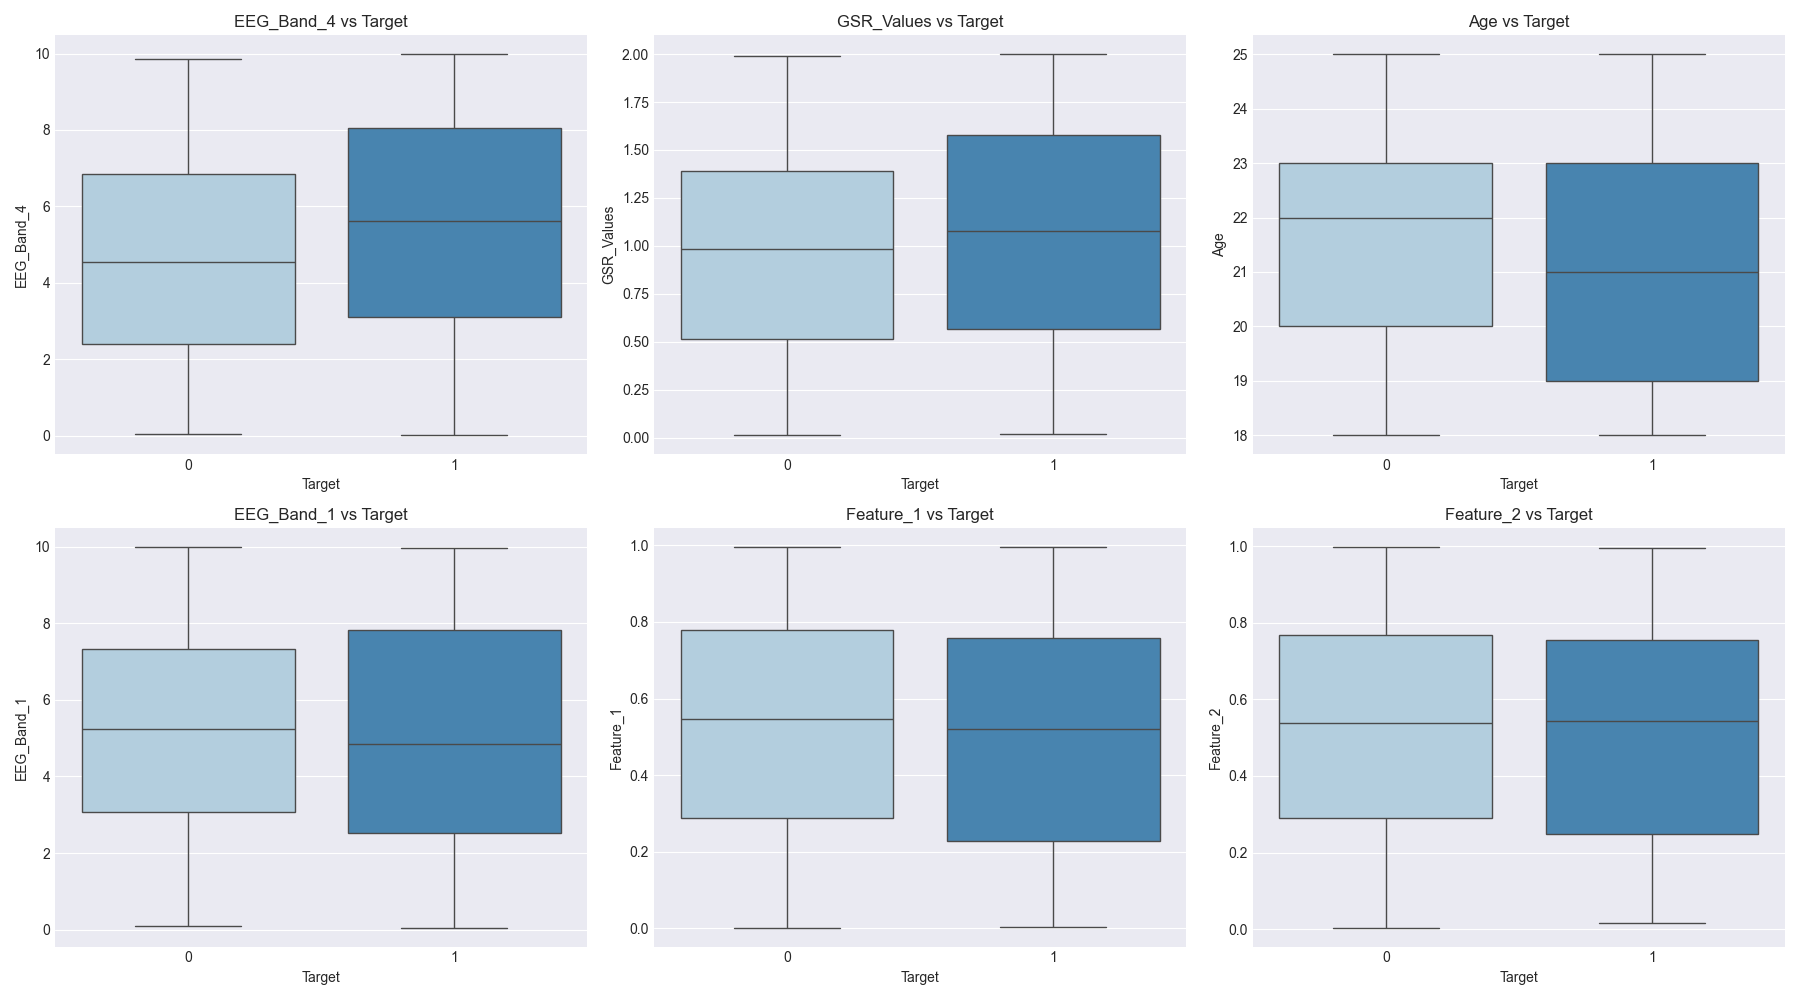 EEG_Band_4 vs Target
EEG_Band_4
10
8
6
4
2
0
0 1
Target
GSR_Values vs Target
GSR_Values
2.00
1.75
1.50
1.25
1.00
0.75
0.50
0.25
0.00
0 1
Target
Age vs Target
Age
25
24
23
22
21
20
19
18
0 1
Target
EEG_Band_1 vs Target
EEG_Band_1
10
8
6
4
2
0
0 1
Target
Feature_1 vs Target
Feature_1
1.0
0.8
0.6
0.4
0.2
0.0
0 1
Target
Feature_2 vs Target
Feature_2
1.0
0.8
0.6
0.4
0.2
0.0
0 1
Target